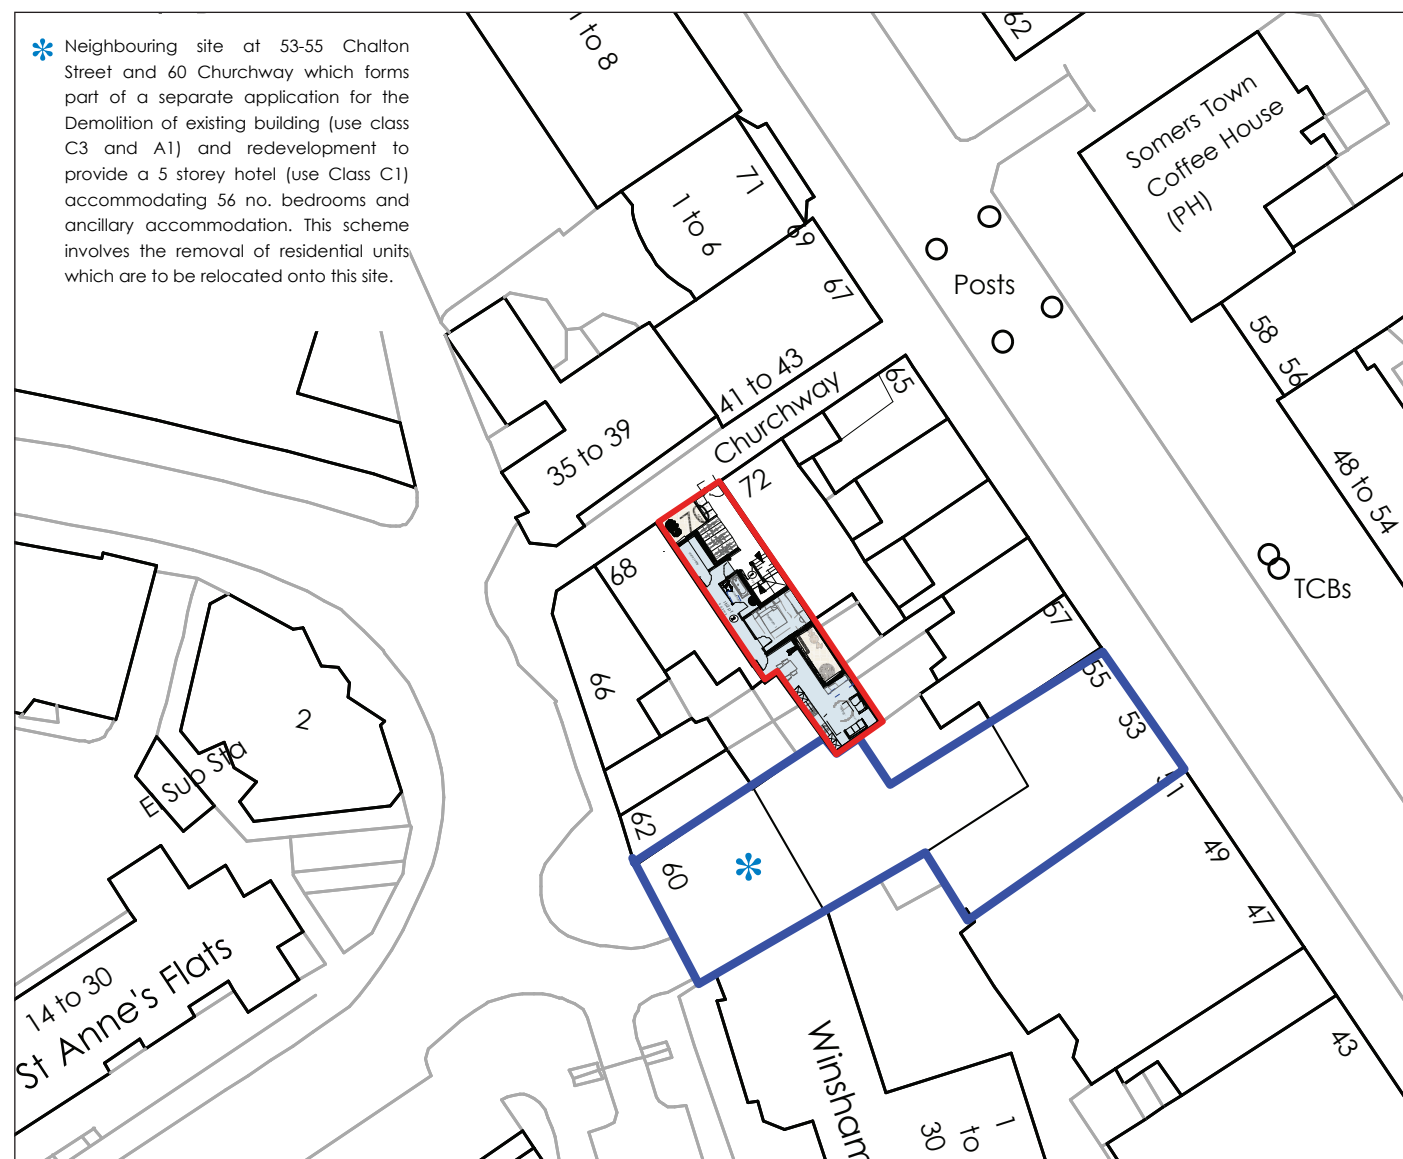 Neighbouring site at 53-55 Chalton
Street and 60 Churchway which forms
part of a separate application for the
Demolition of existing building (use class
C3 and A1) and redevelopment to
provide a 5 storey hotel (use Class C1)
accommodating 56 no. bedrooms and
ancillary accommodation. This scheme
involves the removal of residential units
which are to be relocated onto this site.
1 to 8
62
Somers Town
Coffee House
(PH)
71
1 to 6
69
67
Posts
58
56
41 to 43
Churchway
65
35 to 39
72
70
48 to 54
68
TCBs
57
66
55
53
2
El Sub Sta
51
62
60
49
47
14 to 30
St Anne's Flats
43
Winsham
1
to
30